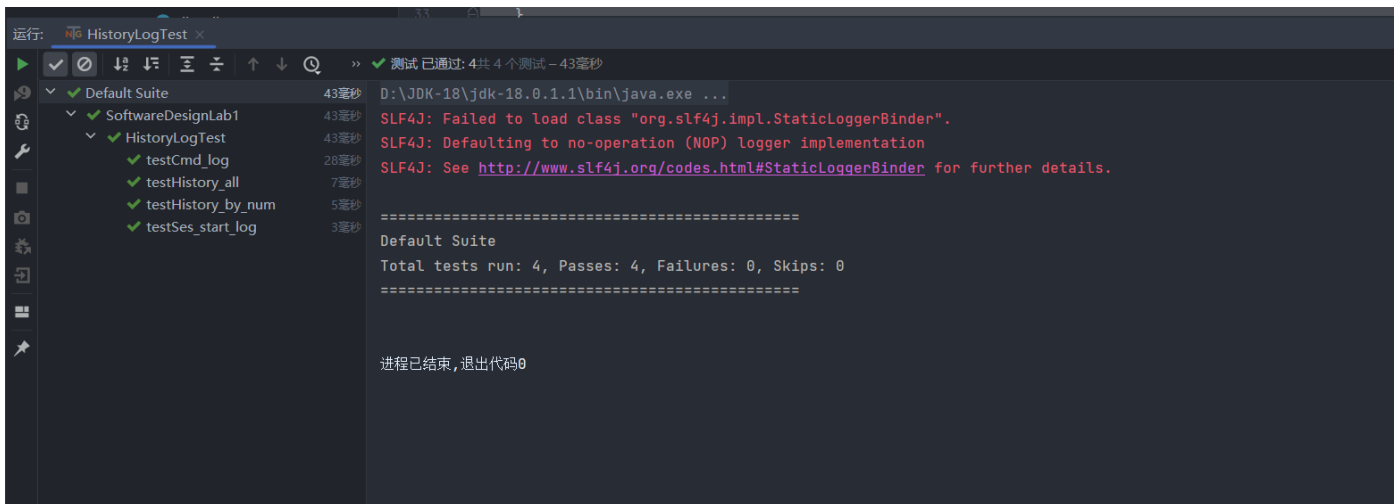 33
运行: HistoryLogTest ×
» 测试 已通过: 4共 4 个测试 – 43毫秒
Default Suite 43毫秒
SoftwareDesignLab1 43毫秒
HistoryLogTest 43毫秒
testCmd_log 28毫秒
testHistory_all 7毫秒
testHistory_by_num 5毫秒
testSes_start_log 3毫秒
D:\JDK-18\jdk-18.0.1.1\bin\java.exe ...
SLF4J: Failed to load class "org.slf4j.impl.StaticLoggerBinder".
SLF4J: Defaulting to no-operation (NOP) logger implementation
SLF4J: See http://www.slf4j.org/codes.html#StaticLoggerBinder for further details.
===============================================
Default Suite
Total tests run: 4, Passes: 4, Failures: 0, Skips: 0
===============================================
进程已结束,退出代码0